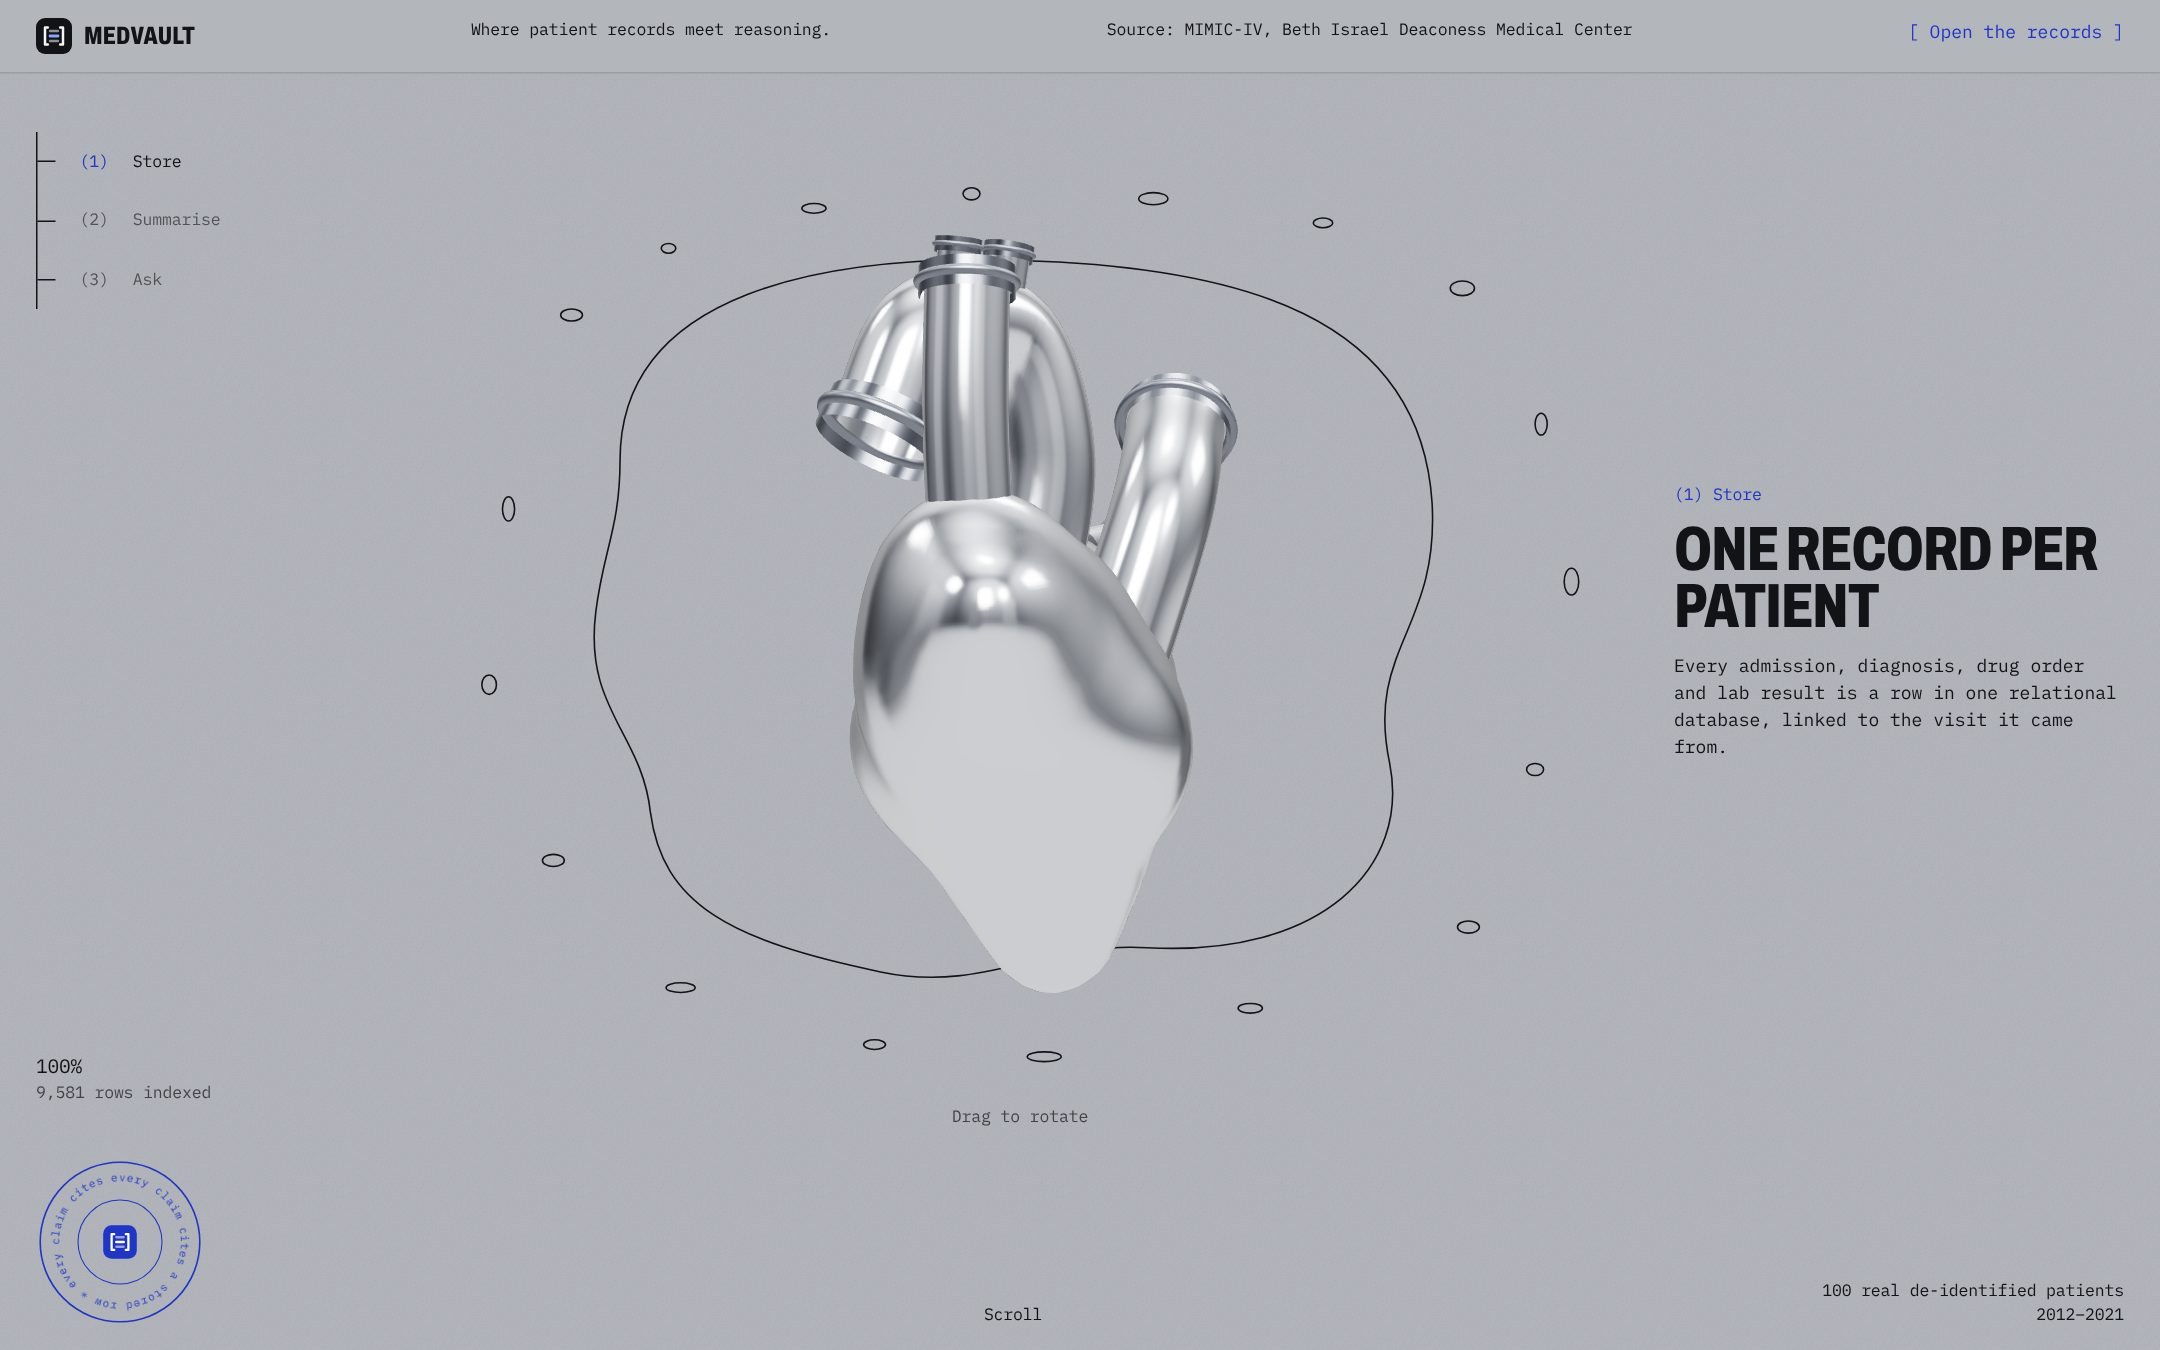 MEDVAULT
Where patient records meet reasoning.
Source: MIMIC-IV, Beth Israel Deaconess Medical Center
[ Open the records ]
(1) Store
(2) Summarise
(3) Ask
(1) Store
ONE RECORD PER
PATIENT
Every admission, diagnosis, drug order
and lab result is a row in one relational
database, linked to the visit it came
from.
100%
9,581 rows indexed
Drag to rotate
every claim cites every claim cites a stored row *
Scroll
100 real de-identified patients
2012–2021